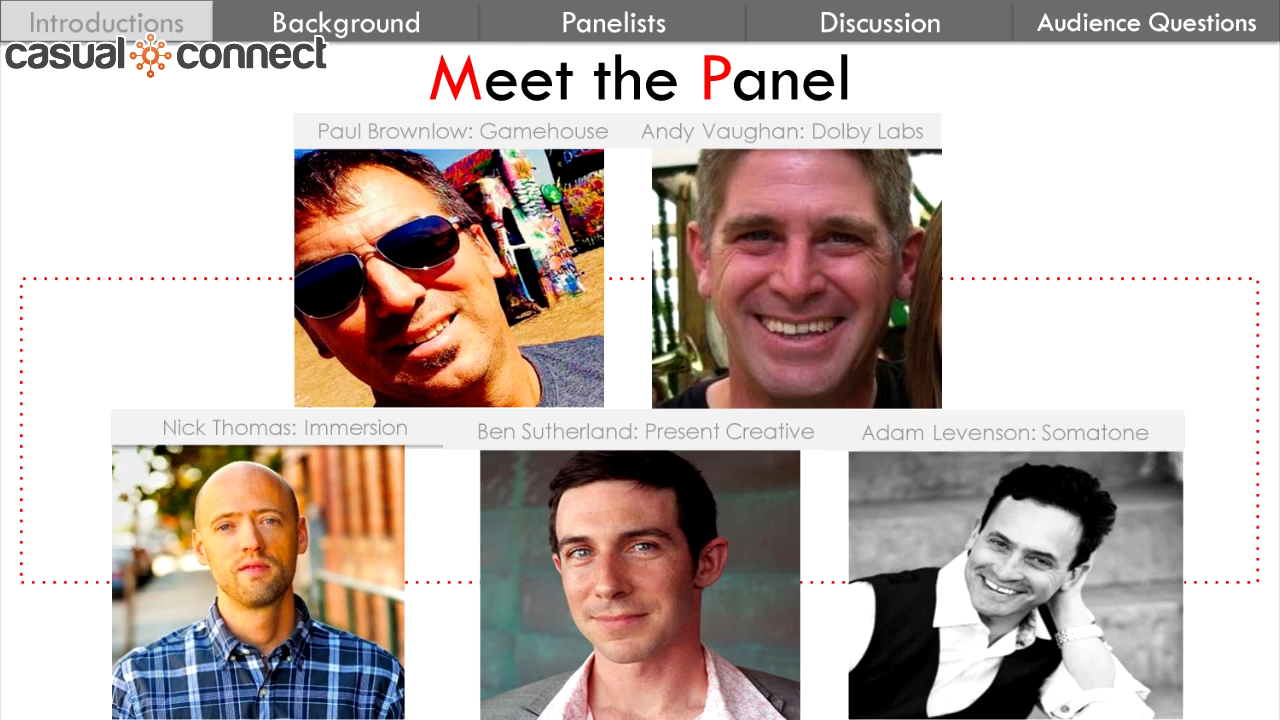 Introductions
Background
Panelists
Discussion
Audience Questions
casual connect
Meet the Panel
Paul Brownlow: Gamehouse
Andy Vaughan: Dolby Labs
Nick Thomas: Immersion
Ben Sutherland: Present Creative
Adam Levenson: Somatone